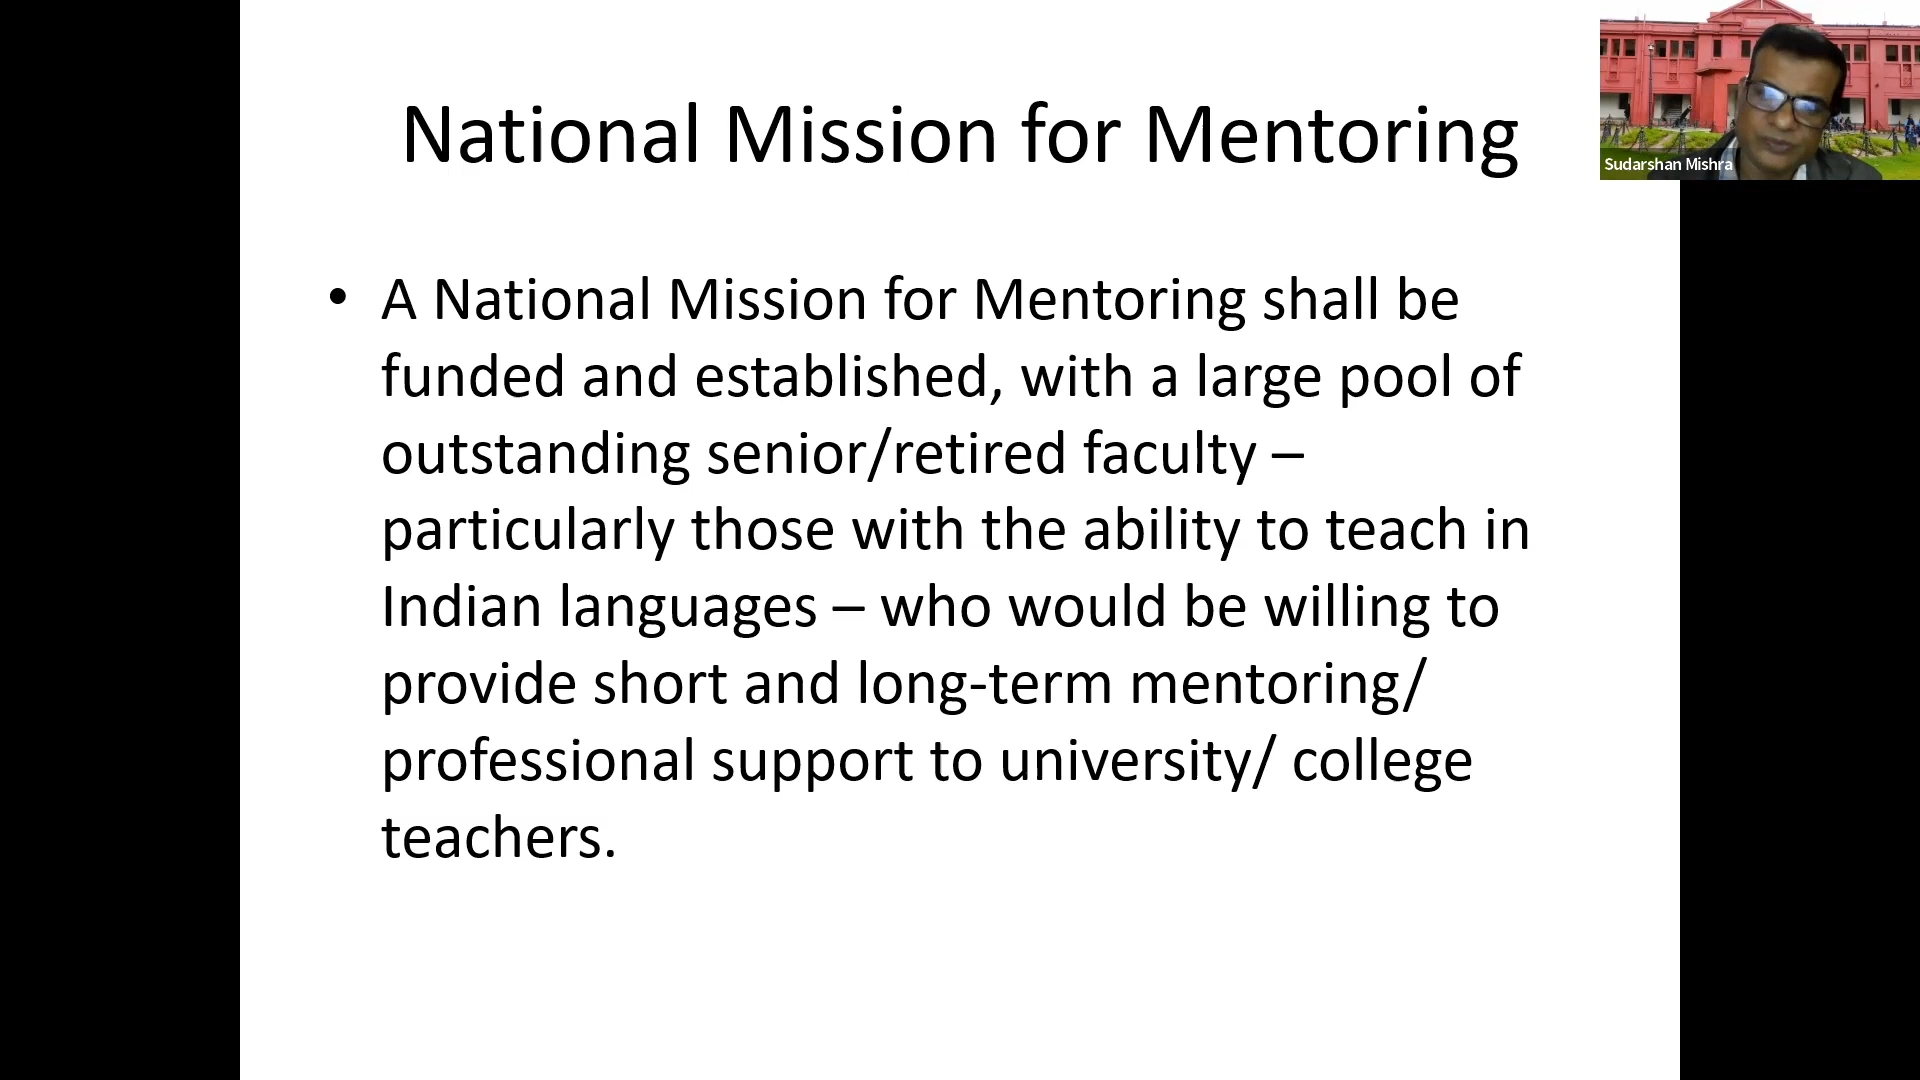 National Mission for Mentoring
Sudarshan Mishra
• A National Mission for Mentoring shall be
funded and established, with a large pool of
outstanding senior/retired faculty –
particularly those with the ability to teach in
Indian languages – who would be willing to
provide short and long-term mentoring/
professional support to university/ college
teachers.